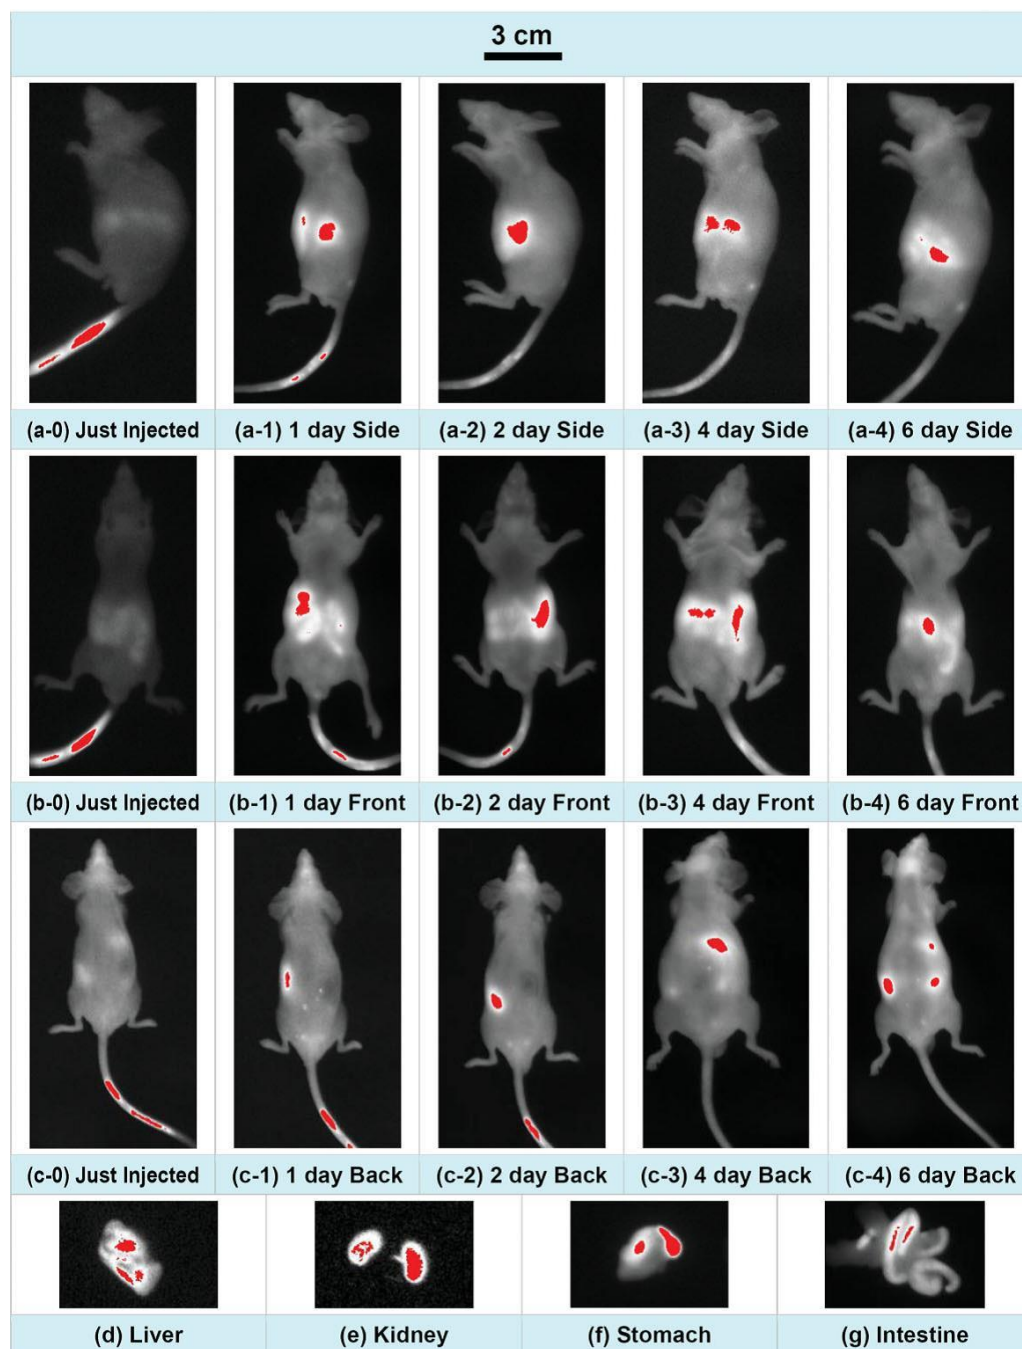 3 cm
(a-0) Just Injected
(a-1) 1 day Side
(a-2) 2 day Side
(a-3) 4 day Side
(a-4) 6 day Side
(b-0) Just Injected
(b-1) 1 day Front
(b-2) 2 day Front
(b-3) 4 day Front
(b-4) 6 day Front
(c-0) Just Injected
(c-1) 1 day Back
(c-2) 2 day Back
(c-3) 4 day Back
(c-4) 6 day Back
(d) Liver
(e) Kidney
(f) Stomach
(g) Intestine